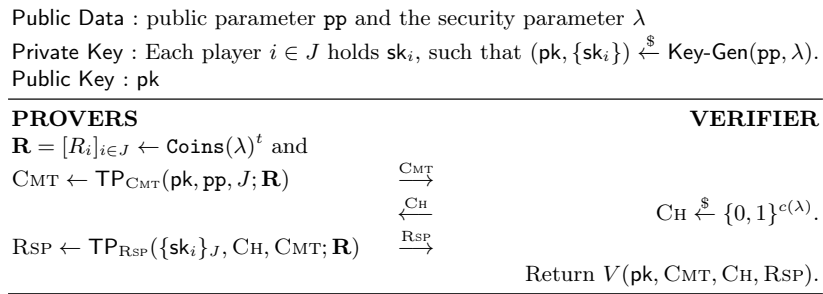 Public Data : public parameter pp and the security parameter λ
Private Key : Each player i ∈ J holds sk_i, such that (pk, {sk_i}) ←$ Key-Gen(pp, λ).
Public Key : pk
PROVERS VERIFIER
R = [R_i]_{i∈J} ← Coins(λ)^t and
CMT ← TP_CMT(pk, pp, J; R) CMT →
CH ← CH ←$ {0, 1}^{c(λ)}.
RSP ← TP_RSP({sk_i}_J, CH, CMT; R) RSP →
Return V(pk, CMT, CH, RSP).